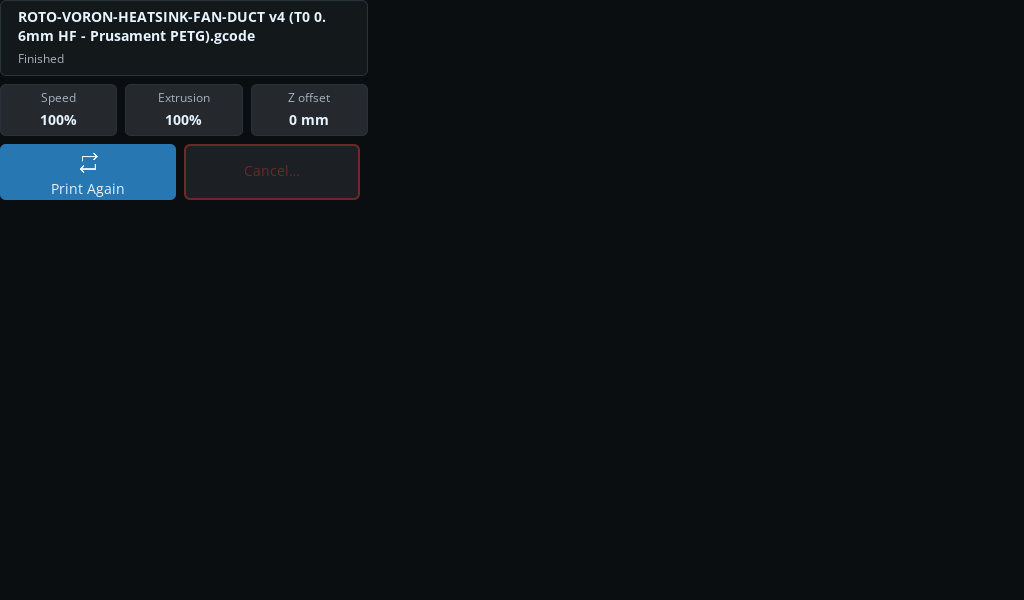 ROTO-VORON-HEATSINK-FAN-DUCT v4 (T0 0.
6mm HF - Prusament PETG).gcode
Finished
Speed
100%
Extrusion
100%
Z offset
0 mm
Print Again
Cancel...